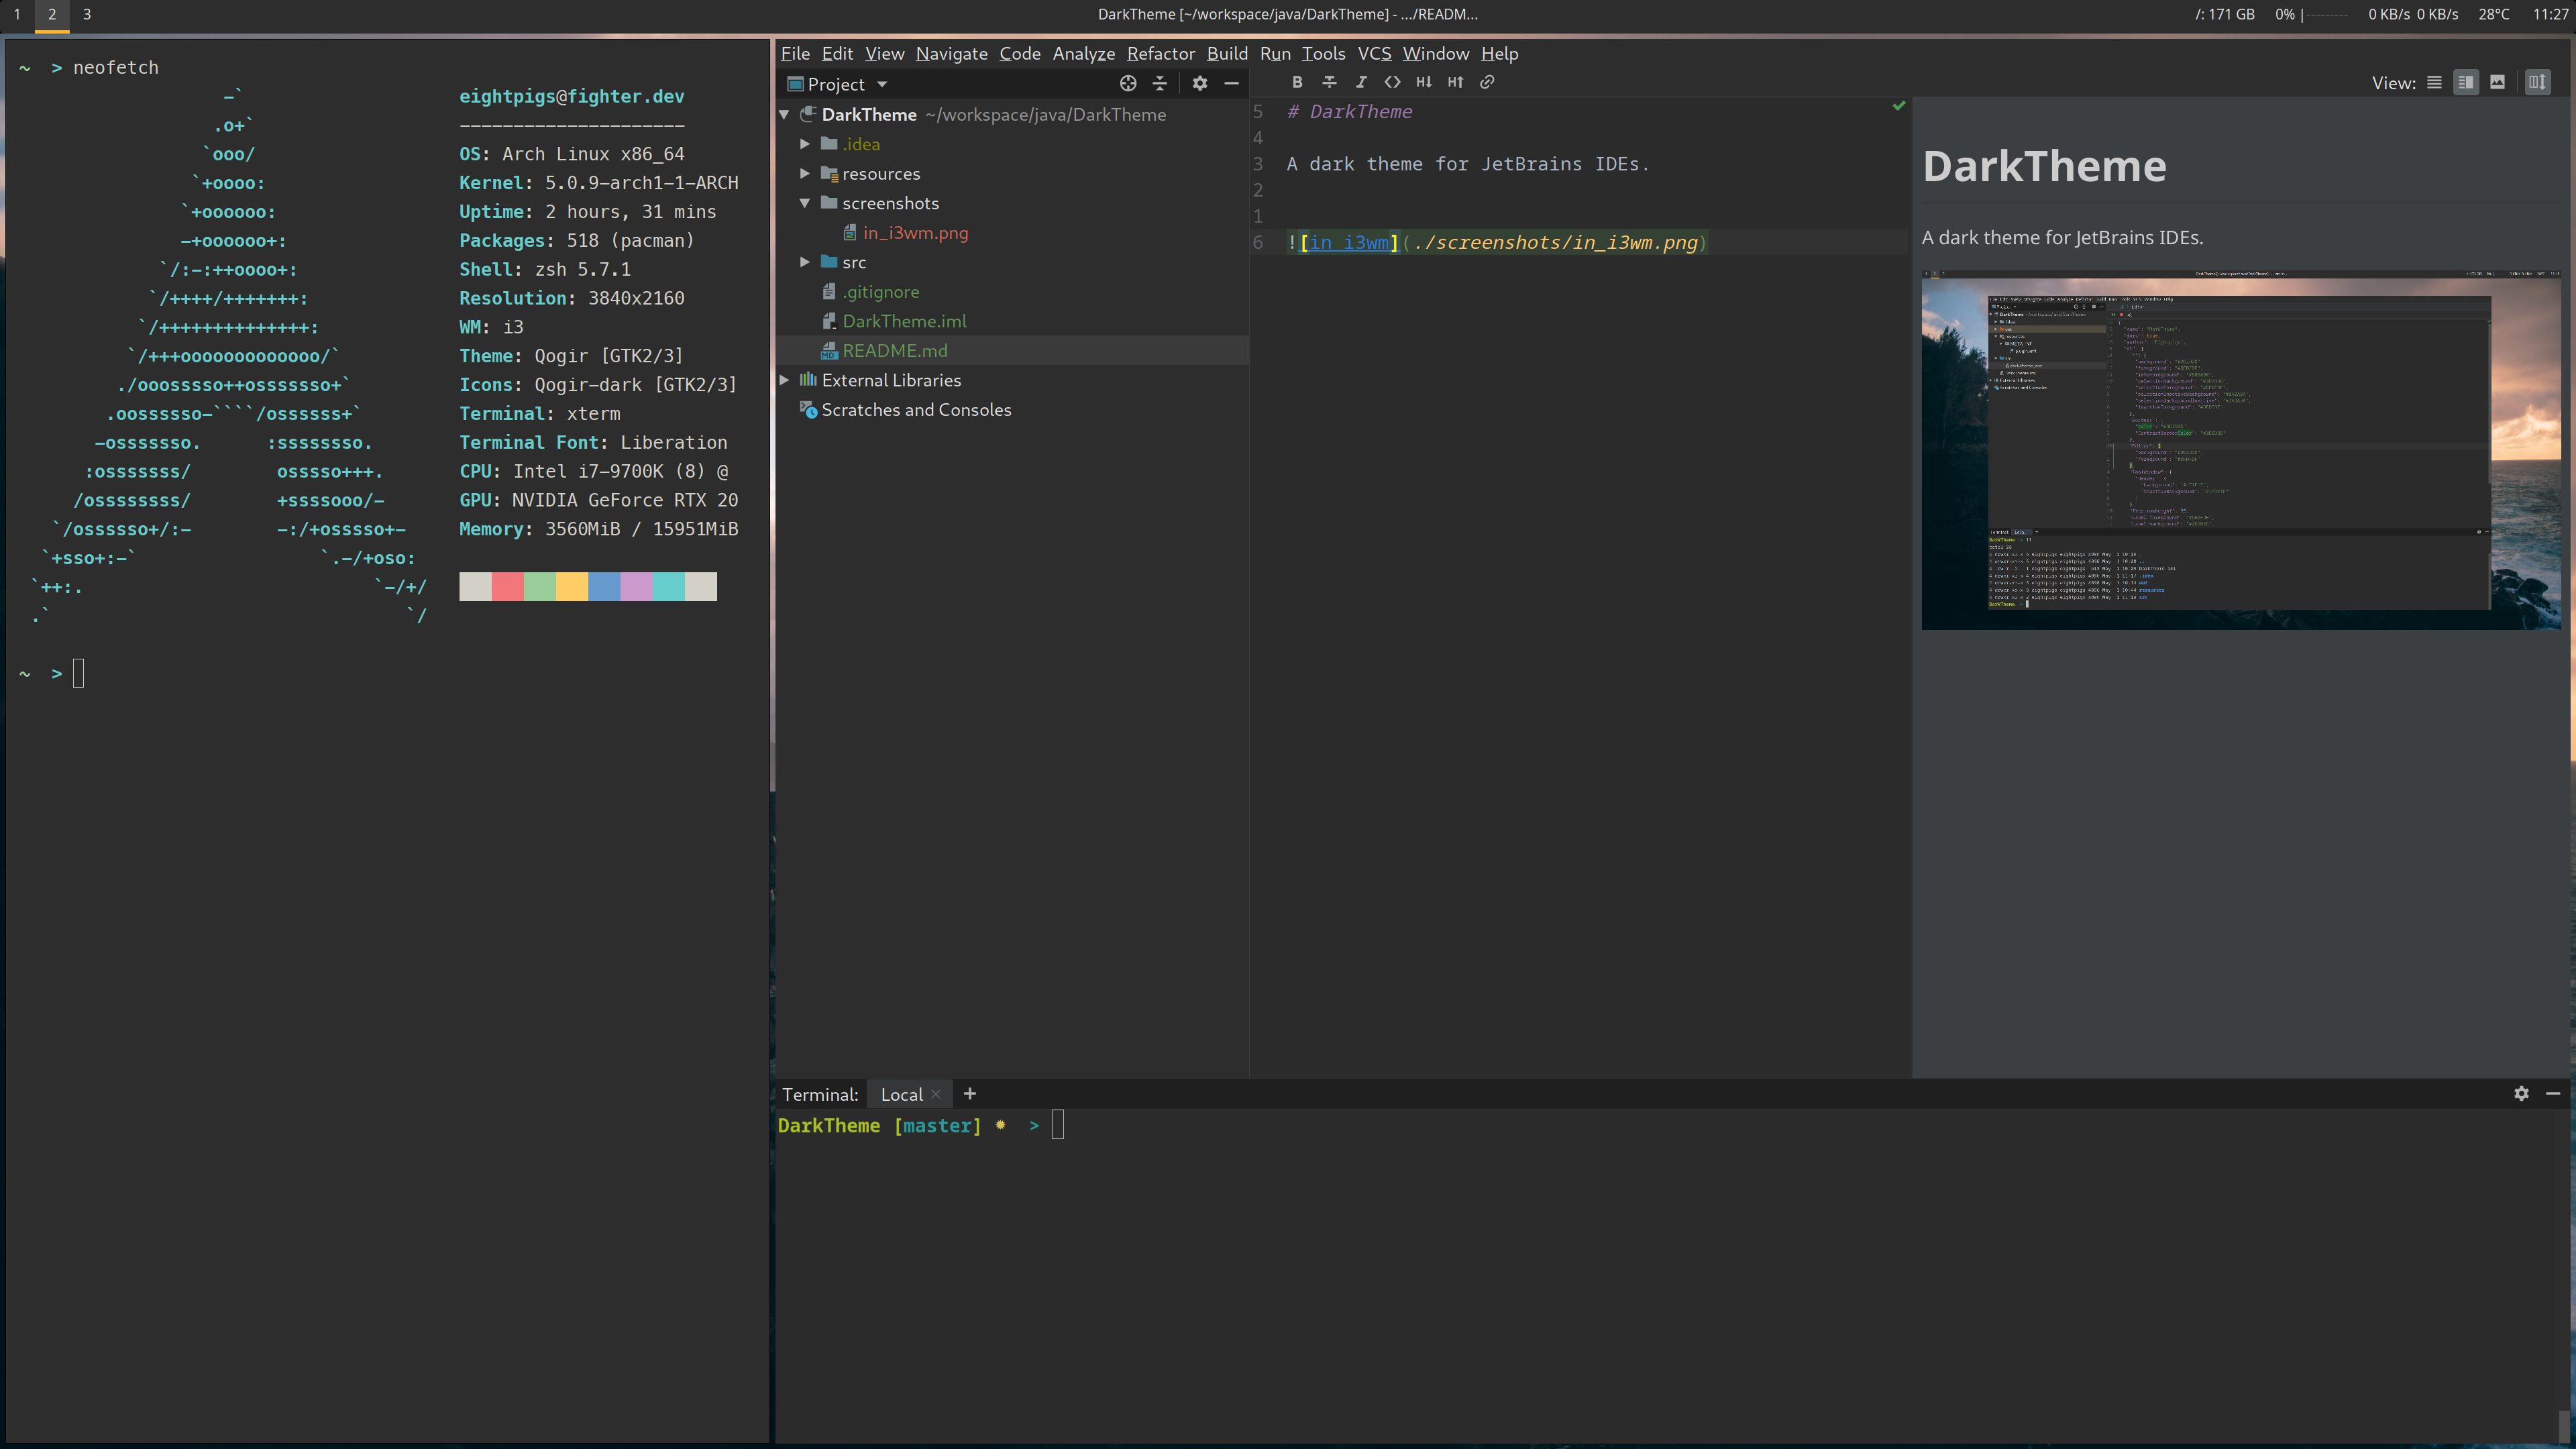 1 2 3 DarkTheme [~/workspace/java/DarkTheme] - .../READM... /: 171 GB 0% |--------- 0 KB/s 0 KB/s 28°C 11:27
~ > neofetch
-` eightpigs@fighter.dev
.o+` ---------------------
`ooo/ OS: Arch Linux x86_64
`+oooo: Kernel: 5.0.9-arch1-1-ARCH
`+oooooo: Uptime: 2 hours, 31 mins
-+oooooo+: Packages: 518 (pacman)
`/:-:++oooo+: Shell: zsh 5.7.1
`/++++/+++++++: Resolution: 3840x2160
`/++++++++++++++: WM: i3
`/+++ooooooooooooo/` Theme: Qogir [GTK2/3]
./ooosssso++osssssso+` Icons: Qogir-dark [GTK2/3]
.oossssso-````/ossssss+` Terminal: xterm
-osssssso. :ssssssso. Terminal Font: Liberation
:osssssss/ osssso+++. CPU: Intel i7-9700K (8) @
/ossssssss/ +ssssooo/- GPU: NVIDIA GeForce RTX 20
`/ossssso+/:- -:/+osssso+- Memory: 3560MiB / 15951MiB
`+sso+:-` `.-/+oso:
`++:. `-/+/
.` `/
~ >
File Edit View Navigate Code Analyze Refactor Build Run Tools VCS Window Help
Project
DarkTheme ~/workspace/java/DarkTheme
.idea
resources
screenshots
in_i3wm.png
src
.gitignore
DarkTheme.iml
README.md
External Libraries
Scratches and Consoles
B I <> H↓ H↑ View:
5 # DarkTheme
4
3 A dark theme for JetBrains IDEs.
2
1
6 ![in i3wm](./screenshots/in_i3wm.png)
DarkTheme
A dark theme for JetBrains IDEs.
Terminal: Local × +
DarkTheme [master] ✹ >